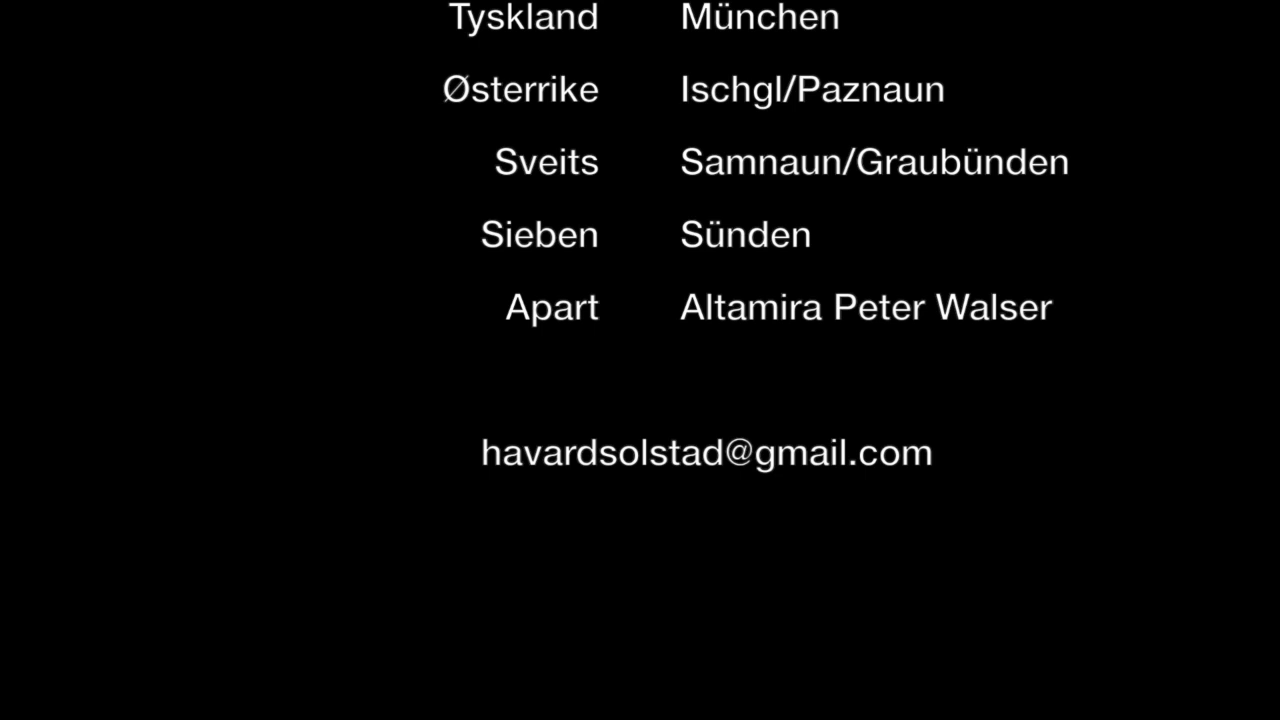 Tyskland München
Østerrike Ischgl/Paznaun
Sveits Samnaun/Graubünden
Sieben Sünden
Apart Altamira Peter Walser
havardsolstad@gmail.com